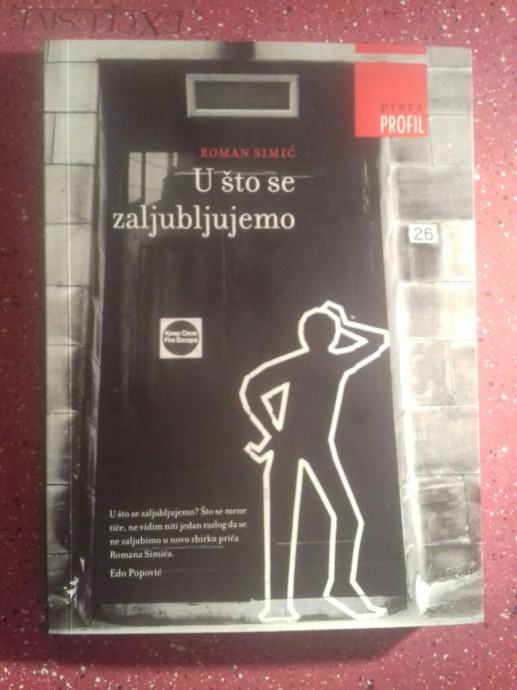 EXCLUSIVE
proza
PROFIL
ROMAN SIMIĆ
U što se
zaljubljujemo
26
Keep Clear
Fire Escape
U što se zaljubljujemo? Što se mene
tiče, ne vidim niti jedan razlog da se
ne zaljubimo u novu zbirku priča
Romana Simića.
Edo Popović